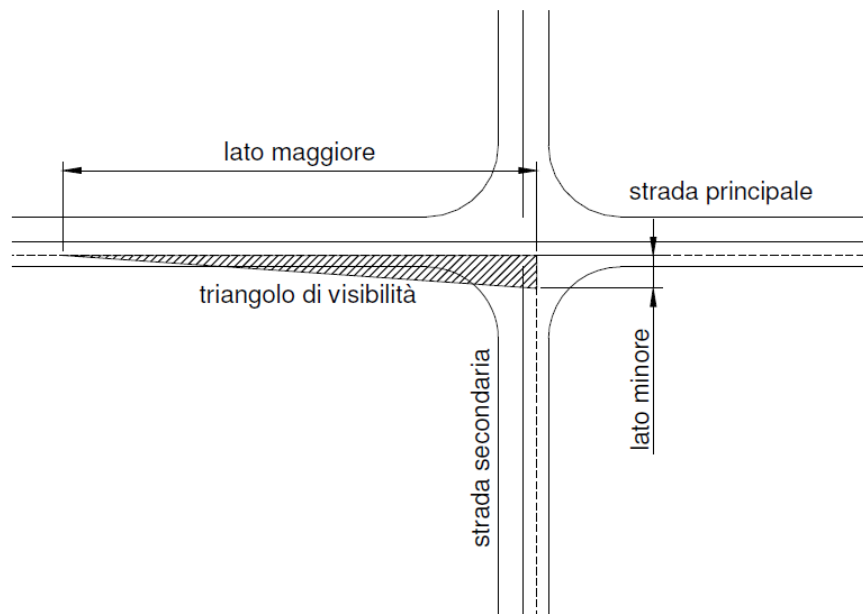 lato maggiore
strada principale
triangolo di visibilità
strada secondaria
lato minore